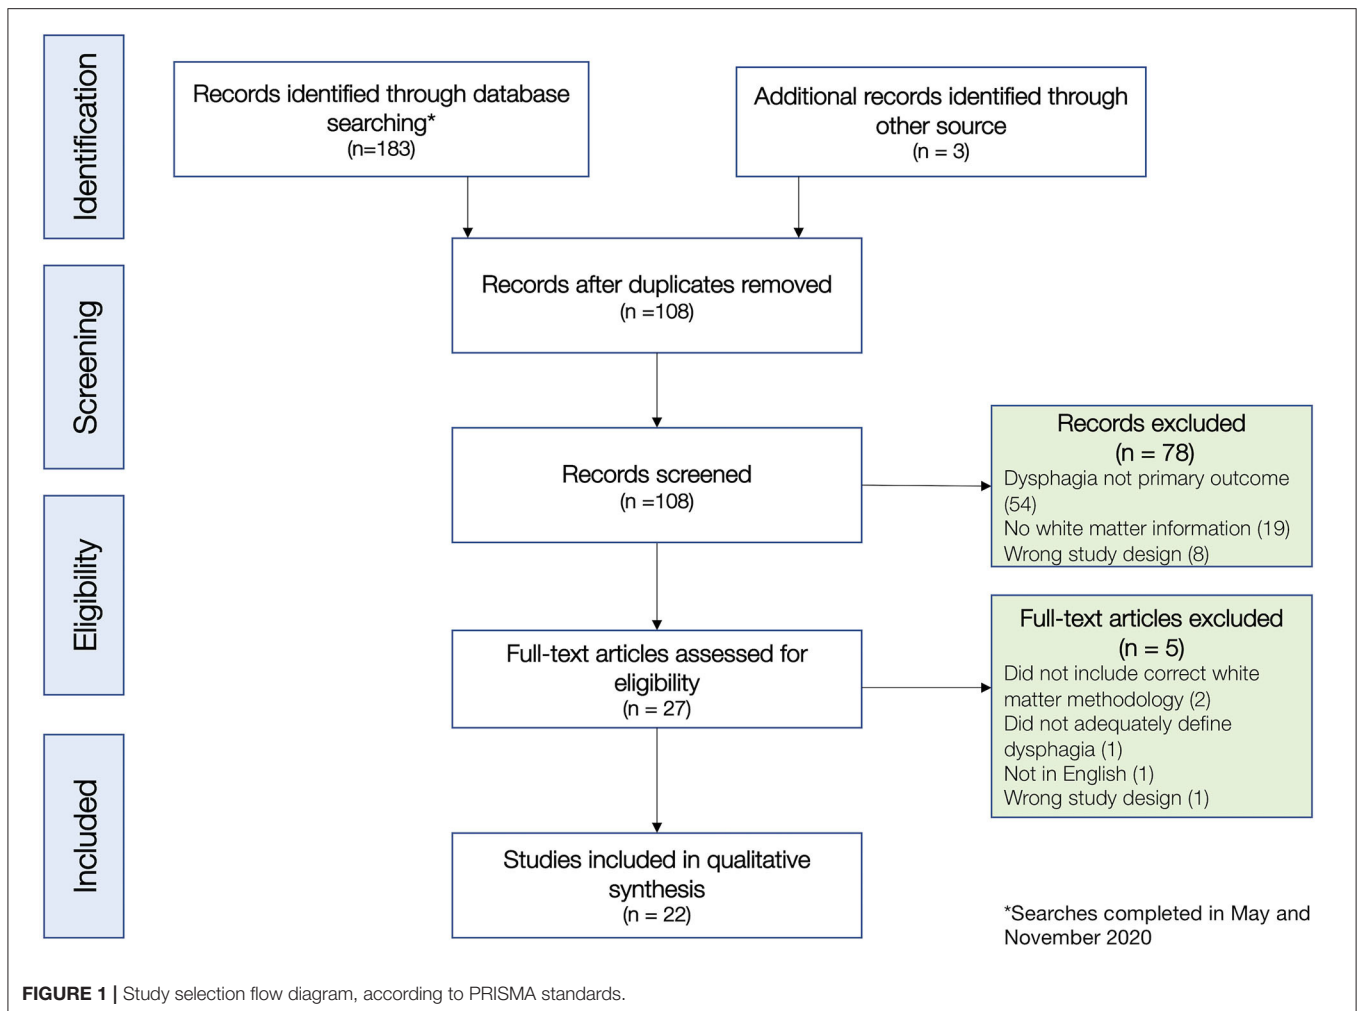 Identification
Records identified through database
searching*
(n=183)
Additional records identified through
other source
(n = 3)
Records after duplicates removed
(n =108)
Screening
Records screened
(n =108)
Records excluded
(n = 78)
Dysphagia not primary outcome
(54)
No white matter information (19)
Wrong study design (8)
Eligibility
Full-text articles assessed for
eligibility
(n = 27)
Full-text articles excluded
(n = 5)
Did not include correct white
matter methodology (2)
Did not adequately define
dysphagia (1)
Not in English (1)
Wrong study design (1)
Included
Studies included in qualitative
synthesis
(n = 22)
*Searches completed in May and
November 2020
FIGURE 1 | Study selection flow diagram, according to PRISMA standards.